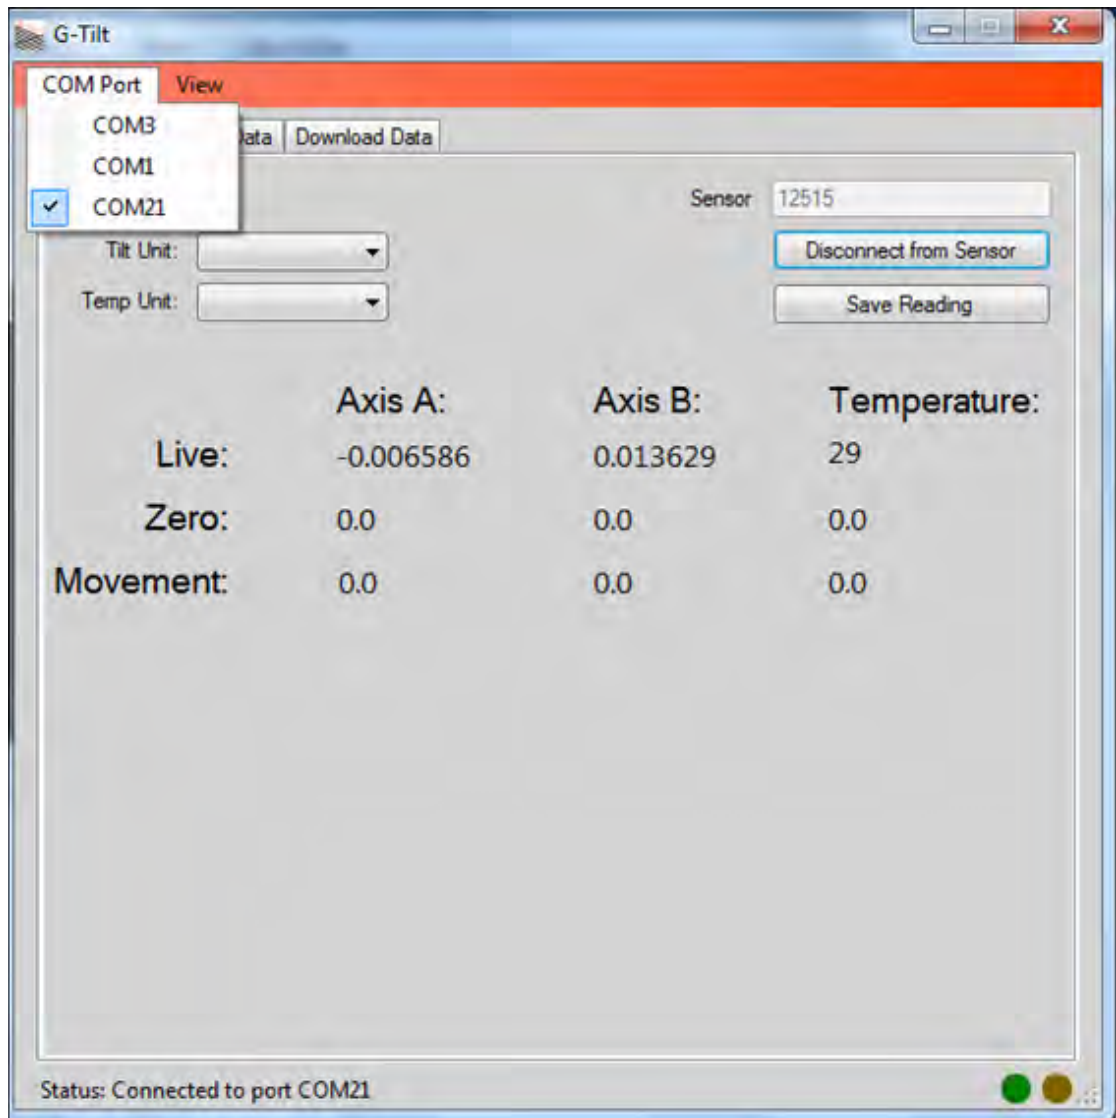 G-Tilt
COM Port View
COM3
COM1
COM21
Data Download Data
Sensor 12515
Tilt Unit: Disconnect from Sensor
Temp Unit: Save Reading
Axis A: Axis B: Temperature:
Live: -0.006586 0.013629 29
Zero: 0.0 0.0 0.0
Movement: 0.0 0.0 0.0
Status: Connected to port COM21